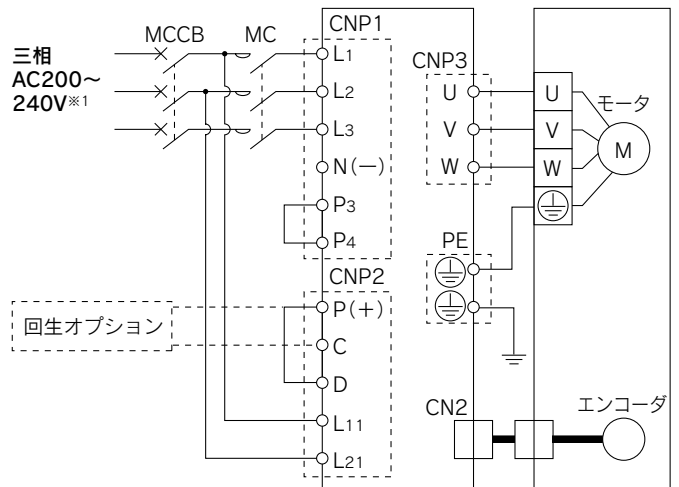 MCCB
MC
三相
AC200～
240V※1
CNP1
L1
L2
L3
N(－)
P3
P4
CNP2
P(+)
C
D
L11
L21
回生オプション
CNP3
U
V
W
PE
CN2
U
V
W
モータ
M
エンコーダ